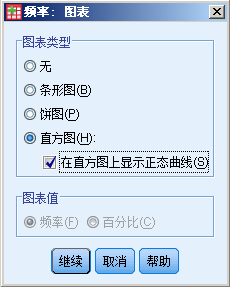 频率: 图表
图表类型
无
条形图(B)
饼图(P)
直方图(H):
在直方图上显示正态曲线(S)
图表值
频率(F) 百分比(C)
继续 取消 帮助